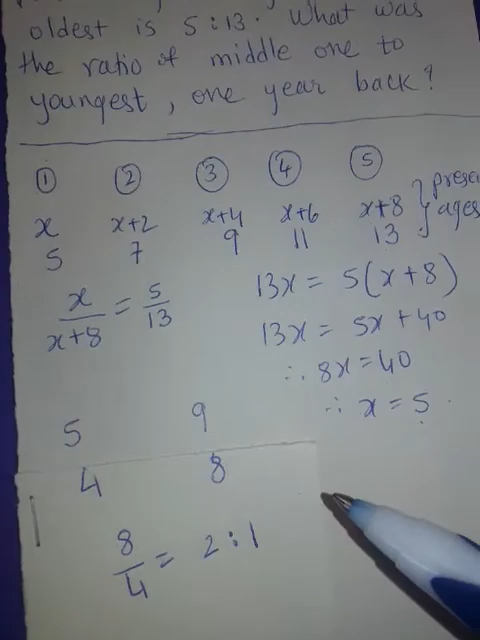 oldest is 5:13. What was
the ratio of middle one to
youngest, one year back?
① ② ③ ④ ⑤
x x+2 x+4 x+6 x+8 } prese
5 7 9 11 13 ages
x/x+8 = 5/13
13x = 5(x+8)
13x = 5x+40
∴ 8x=40
∴ x = 5.
5 9
4 8
8/4 = 2:1